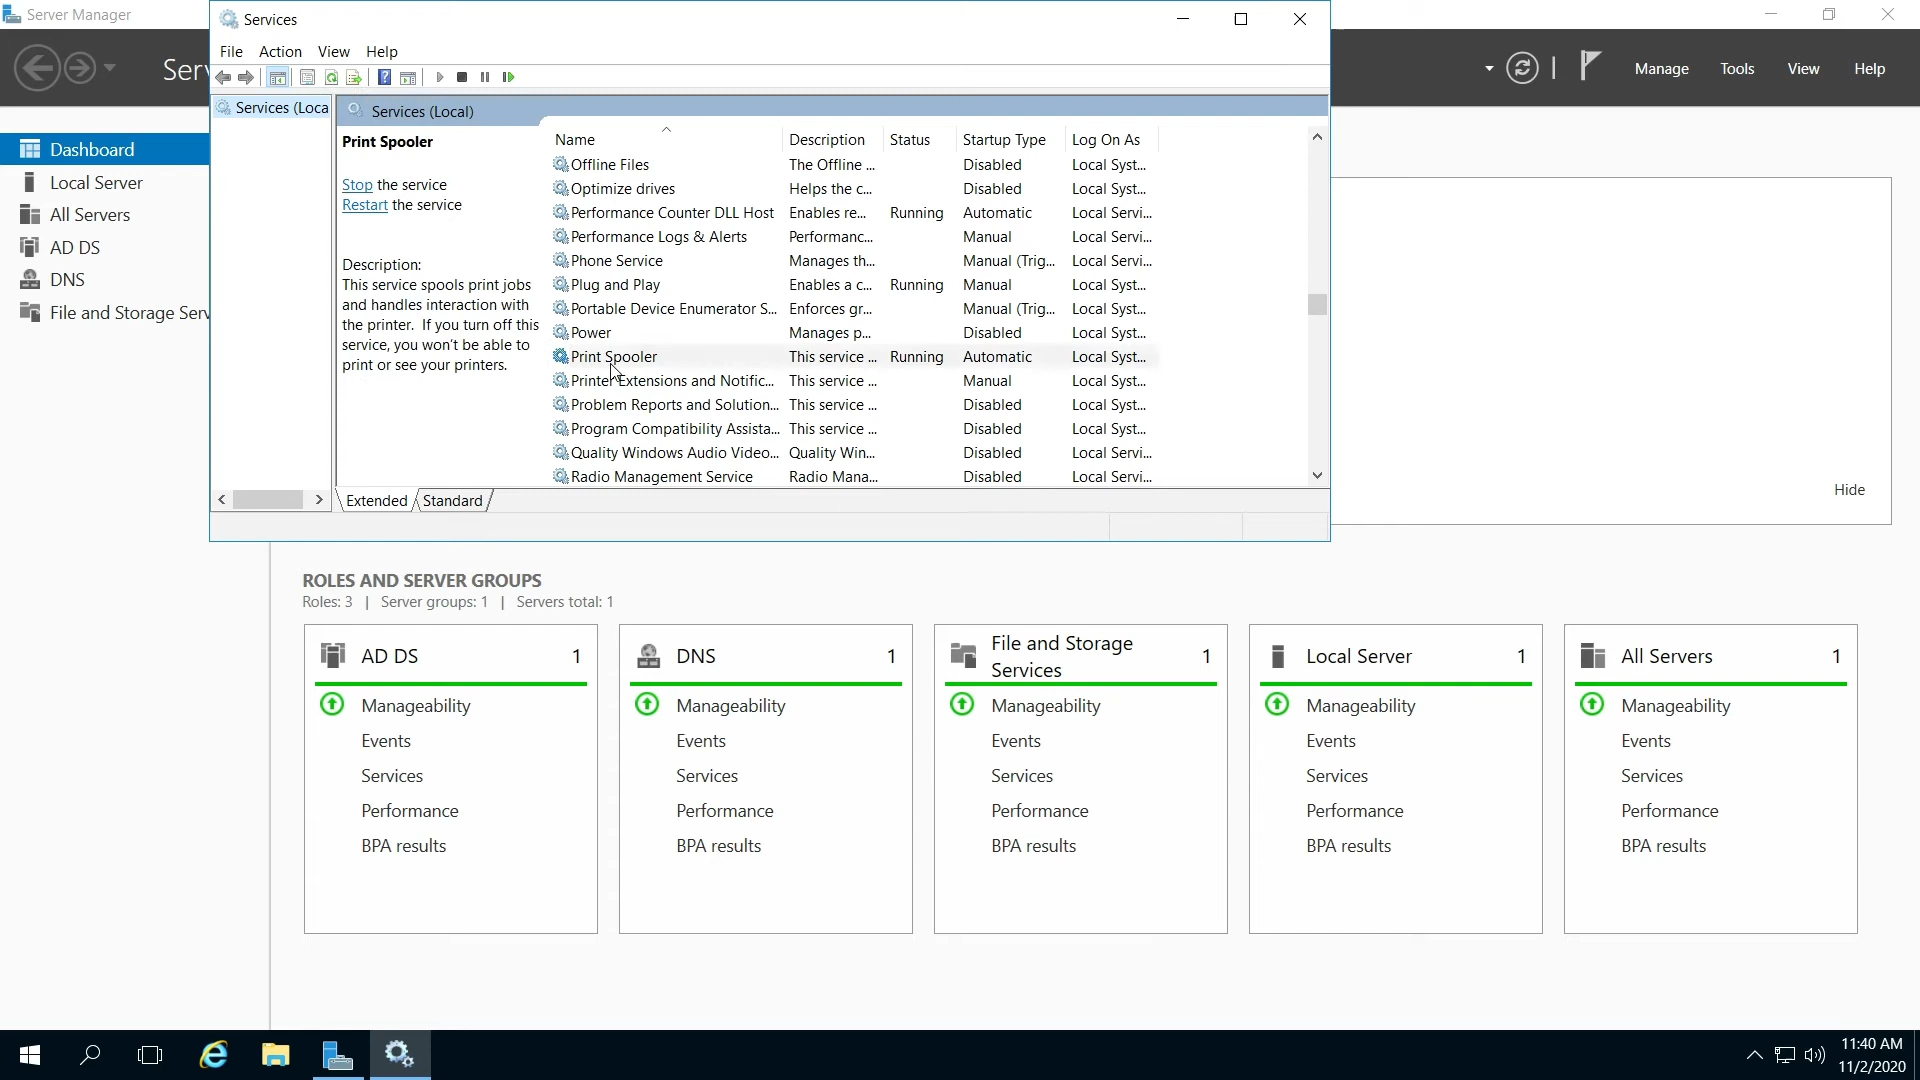 Server Manager
Services
File Action View Help
Manage Tools View Help
Services (Loca
Services (Local)
Print Spooler
Stop the service
Restart the service
Description:
This service spools print jobs
and handles interaction with
the printer. If you turn off this
service, you won't be able to
print or see your printers.
Name Description Status Startup Type Log On As
Offline Files The Offline ... Disabled Local Syst...
Optimize drives Helps the c... Disabled Local Syst...
Performance Counter DLL Host Enables re... Running Automatic Local Servi...
Performance Logs & Alerts Performanc... Manual Local Servi...
Phone Service Manages th... Manual (Trig... Local Servi...
Plug and Play Enables a c... Running Manual Local Syst...
Portable Device Enumerator S... Enforces gr... Manual (Trig... Local Syst...
Power Manages p... Disabled Local Syst...
Print Spooler This service ... Running Automatic Local Syst...
Printer Extensions and Notific... This service ... Manual Local Syst...
Problem Reports and Solution... This service ... Disabled Local Syst...
Program Compatibility Assista... This service ... Disabled Local Syst...
Quality Windows Audio Video... Quality Win... Disabled Local Servi...
Radio Management Service Radio Mana... Disabled Local Servi...
Extended Standard
Ser
Dashboard
Local Server
All Servers
AD DS
DNS
File and Storage Serv
Hide
ROLES AND SERVER GROUPS
Roles: 3 | Server groups: 1 | Servers total: 1
AD DS 1
Manageability
Events
Services
Performance
BPA results
DNS 1
Manageability
Events
Services
Performance
BPA results
File and Storage
Services 1
Manageability
Events
Services
Performance
BPA results
Local Server 1
Manageability
Events
Services
Performance
BPA results
All Servers 1
Manageability
Events
Services
Performance
BPA results
11:40 AM
11/2/2020